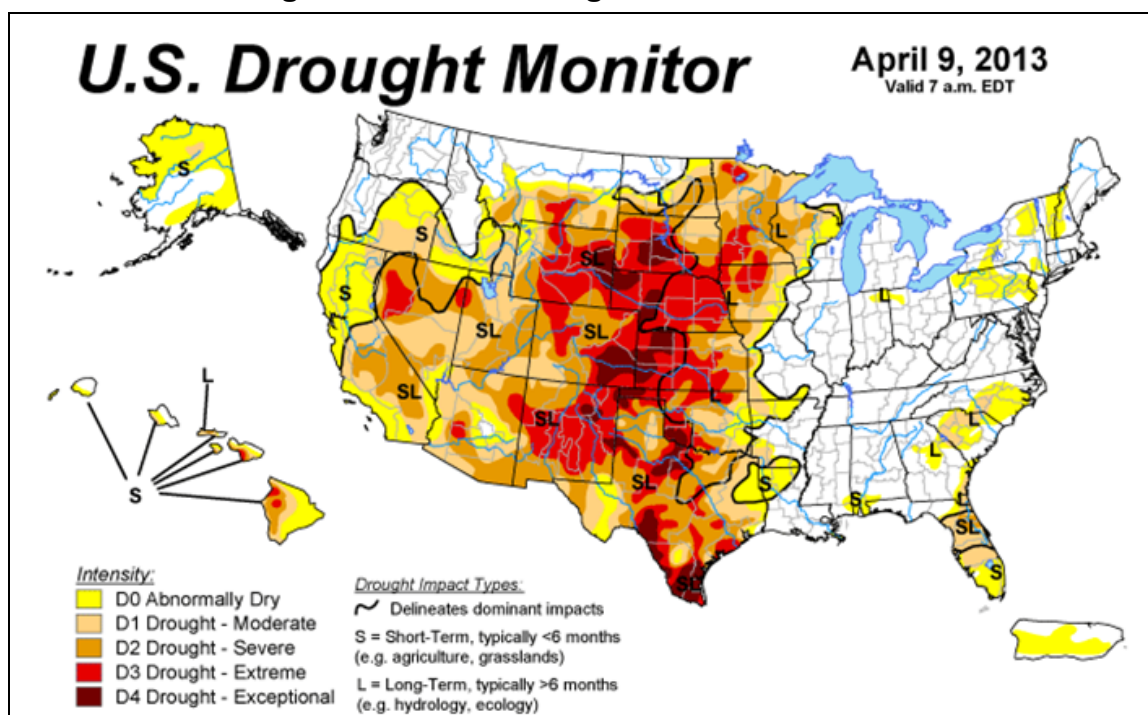 U.S. Drought Monitor
April 9, 2013
Valid 7 a.m. EDT
S
S
L
S
L
SL
L
L
SL
SL
SL
L
SL
L
L
SL
S
S
L
SL
S
SL
L
S
Intensity:
D0 Abnormally Dry
D1 Drought - Moderate
D2 Drought - Severe
D3 Drought - Extreme
D4 Drought - Exceptional
Drought Impact Types:
Delineates dominant impacts
S = Short-Term, typically <6 months
(e.g. agriculture, grasslands)
L = Long-Term, typically >6 months
(e.g. hydrology, ecology)